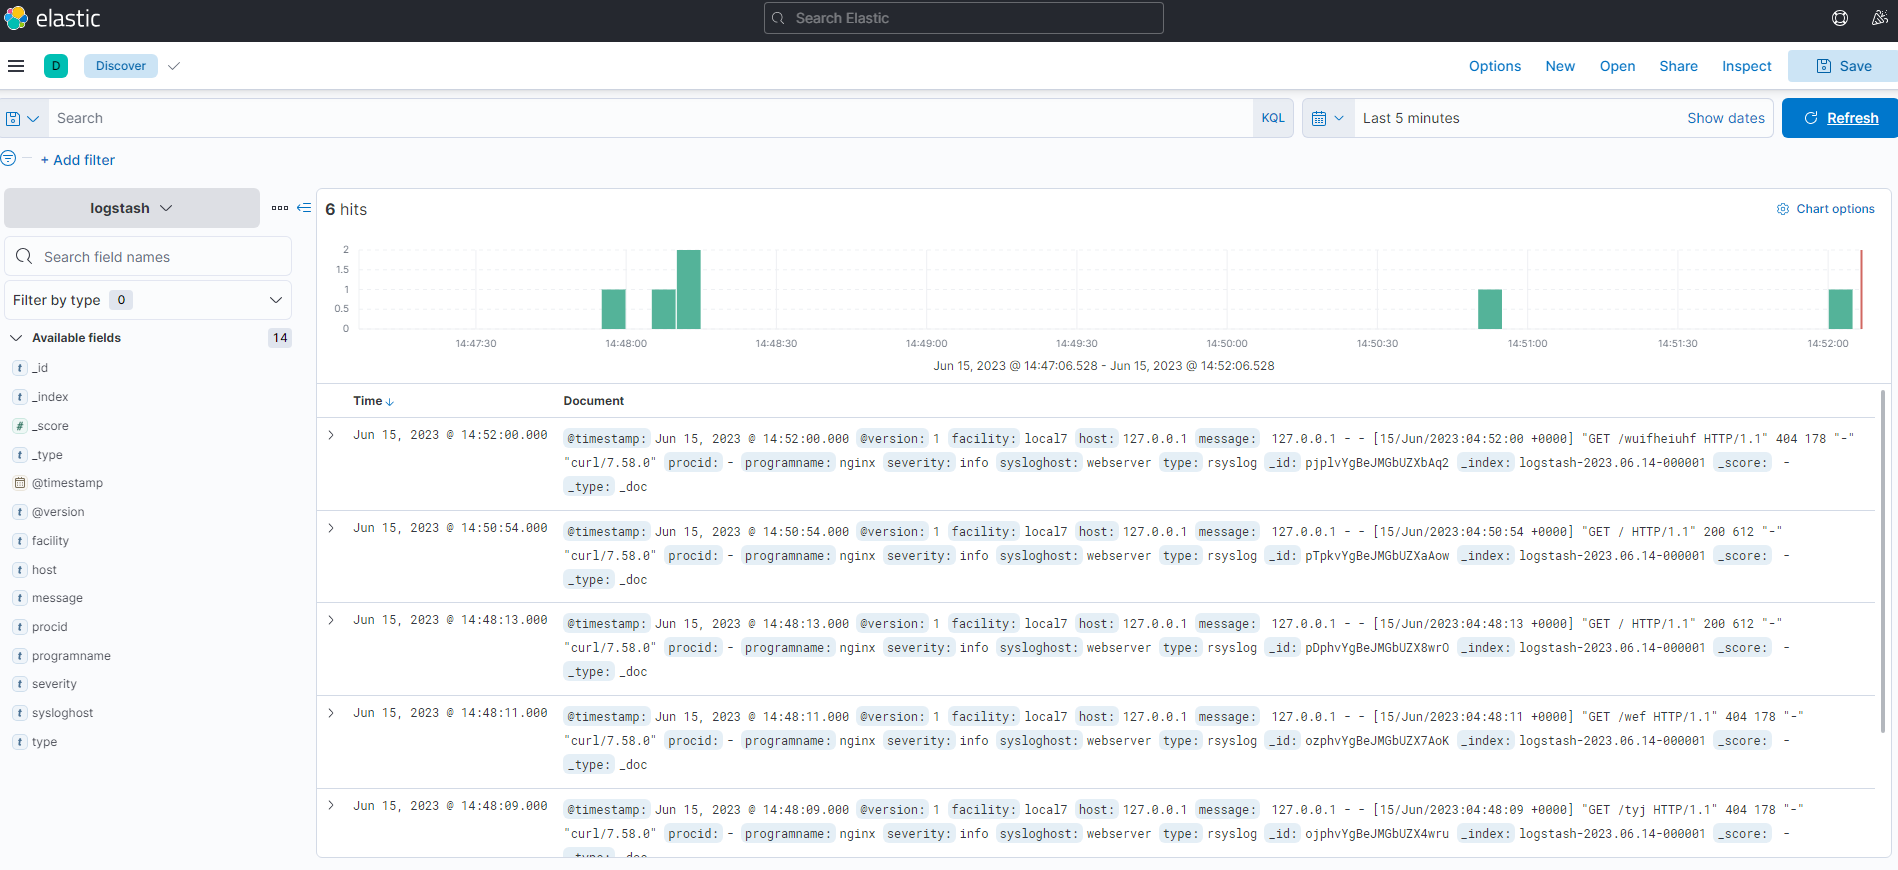 elastic
Search Elastic
D Discover
Options New Open Share Inspect Save
Search KQL Last 5 minutes Show dates Refresh
+ Add filter
logstash
Search field names
Filter by type 0
Available fields 14
t _id
t _index
# _score
t _type
@timestamp
t @version
t facility
t host
t message
t procid
t programname
t severity
t sysloghost
t type
6 hits
Chart options
2
1.5
1
0.5
0
14:47:30 14:48:00 14:48:30 14:49:00 14:49:30 14:50:00 14:50:30 14:51:00 14:51:30 14:52:00
Jun 15, 2023 @ 14:47:06.528 - Jun 15, 2023 @ 14:52:06.528
Time Document
Jun 15, 2023 @ 14:52:00.000 @timestamp: Jun 15, 2023 @ 14:52:00.000 @version: 1 facility: local7 host: 127.0.0.1 message: 127.0.0.1 - - [15/Jun/2023:04:52:00 +0000] "GET /wuifheiuhf HTTP/1.1" 404 178 "-"
"curl/7.58.0" procid: - programname: nginx severity: info sysloghost: webserver type: rsyslog _id: pjplvYgBeJMGbUZXbAq2 _index: logstash-2023.06.14-000001 _score: -
_type: _doc
Jun 15, 2023 @ 14:50:54.000 @timestamp: Jun 15, 2023 @ 14:50:54.000 @version: 1 facility: local7 host: 127.0.0.1 message: 127.0.0.1 - - [15/Jun/2023:04:50:54 +0000] "GET / HTTP/1.1" 200 612 "-"
"curl/7.58.0" procid: - programname: nginx severity: info sysloghost: webserver type: rsyslog _id: pTpkvYgBeJMGbUZXaAow _index: logstash-2023.06.14-000001 _score: -
_type: _doc
Jun 15, 2023 @ 14:48:13.000 @timestamp: Jun 15, 2023 @ 14:48:13.000 @version: 1 facility: local7 host: 127.0.0.1 message: 127.0.0.1 - - [15/Jun/2023:04:48:13 +0000] "GET / HTTP/1.1" 200 612 "-"
"curl/7.58.0" procid: - programname: nginx severity: info sysloghost: webserver type: rsyslog _id: pDphvYgBeJMGbUZX8wrO _index: logstash-2023.06.14-000001 _score: -
_type: _doc
Jun 15, 2023 @ 14:48:11.000 @timestamp: Jun 15, 2023 @ 14:48:11.000 @version: 1 facility: local7 host: 127.0.0.1 message: 127.0.0.1 - - [15/Jun/2023:04:48:11 +0000] "GET /wef HTTP/1.1" 404 178 "-"
"curl/7.58.0" procid: - programname: nginx severity: info sysloghost: webserver type: rsyslog _id: ozphvYgBeJMGbUZX7AoK _index: logstash-2023.06.14-000001 _score: -
_type: _doc
Jun 15, 2023 @ 14:48:09.000 @timestamp: Jun 15, 2023 @ 14:48:09.000 @version: 1 facility: local7 host: 127.0.0.1 message: 127.0.0.1 - - [15/Jun/2023:04:48:09 +0000] "GET /tyj HTTP/1.1" 404 178 "-"
"curl/7.58.0" procid: - programname: nginx severity: info sysloghost: webserver type: rsyslog _id: ojphvYgBeJMGbUZX4wru _index: logstash-2023.06.14-000001 _score: -
_type: _doc